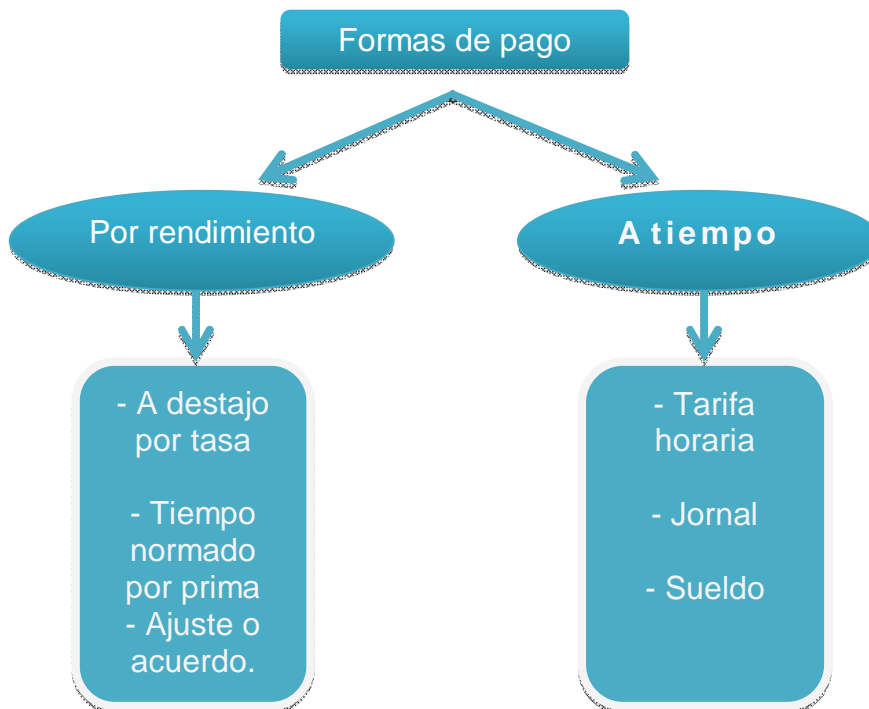 Formas de pago
Por rendimiento
A tiempo
- A destajo
por tasa
- Tiempo
normado
por prima
- Ajuste o
acuerdo.
- Tarifa
horaria
- Jornal
- Sueldo